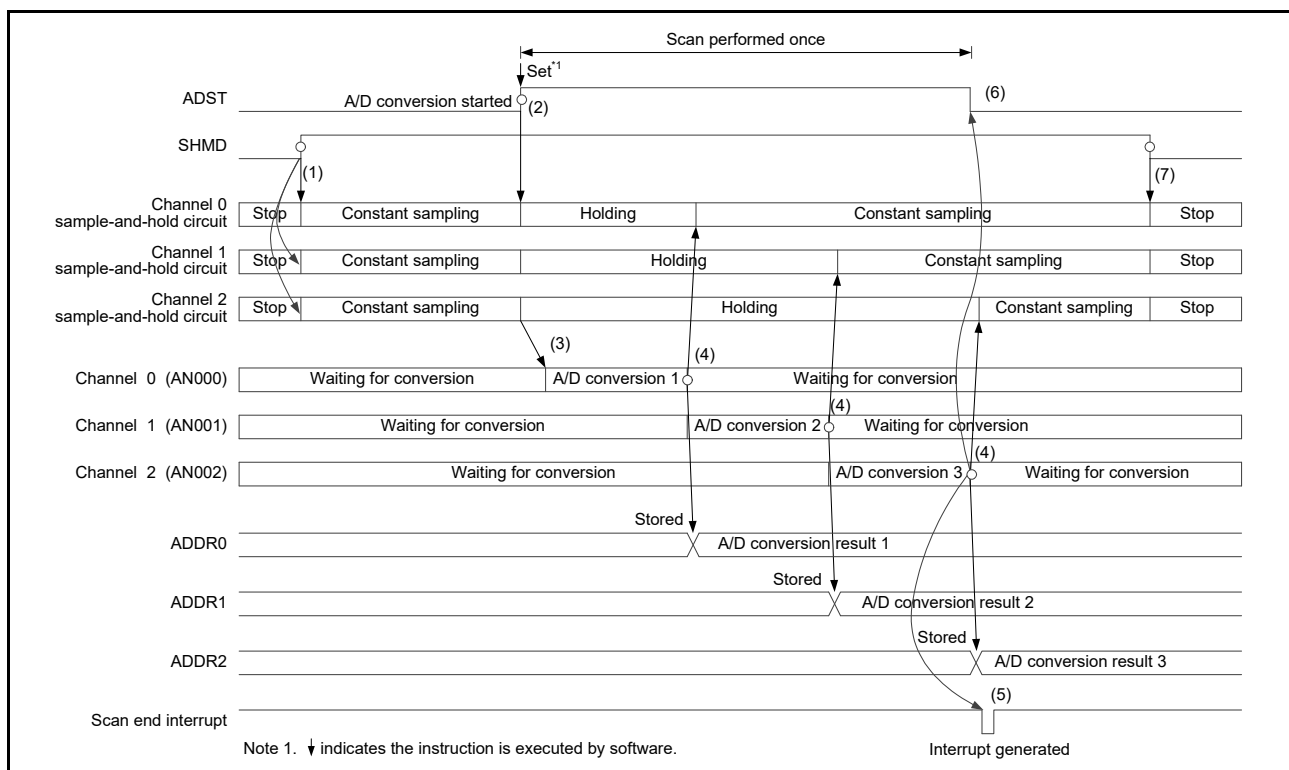 Scan performed once
Set*1
ADST
A/D conversion started
(2)
(6)
SHMD
(1)
(7)
Channel 0
sample-and-hold circuit
Stop
Constant sampling
Holding
Constant sampling
Stop
Channel 1
sample-and-hold circuit
Stop
Constant sampling
Holding
Constant sampling
Stop
Channel 2
sample-and-hold circuit
Stop
Constant sampling
Holding
Constant sampling
Stop
(3)
(4)
Channel 0 (AN000)
Waiting for conversion
A/D conversion 1
Waiting for conversion
(4)
Channel 1 (AN001)
Waiting for conversion
A/D conversion 2
Waiting for conversion
(4)
Channel 2 (AN002)
Waiting for conversion
A/D conversion 3
Waiting for conversion
Stored
ADDR0
A/D conversion result 1
Stored
ADDR1
A/D conversion result 2
Stored
ADDR2
A/D conversion result 3
(5)
Scan end interrupt
Note 1. indicates the instruction is executed by software.
Interrupt generated